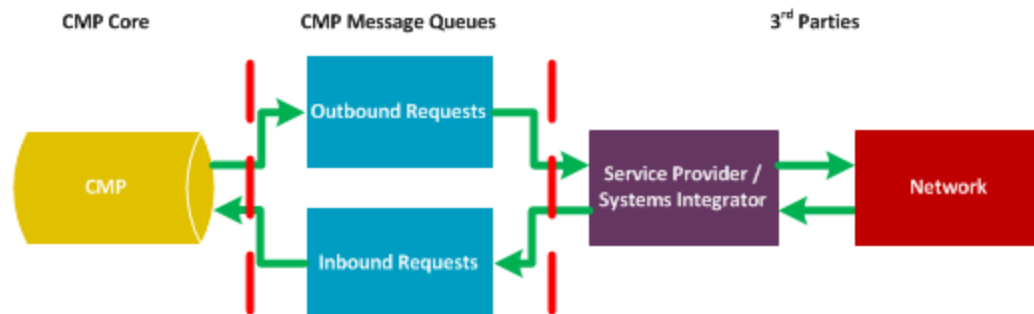 CMP Core
CMP Message Queues
3rd Parties
Outbound Requests
CMP
Service Provider /
Systems Integrator
Network
Inbound Requests